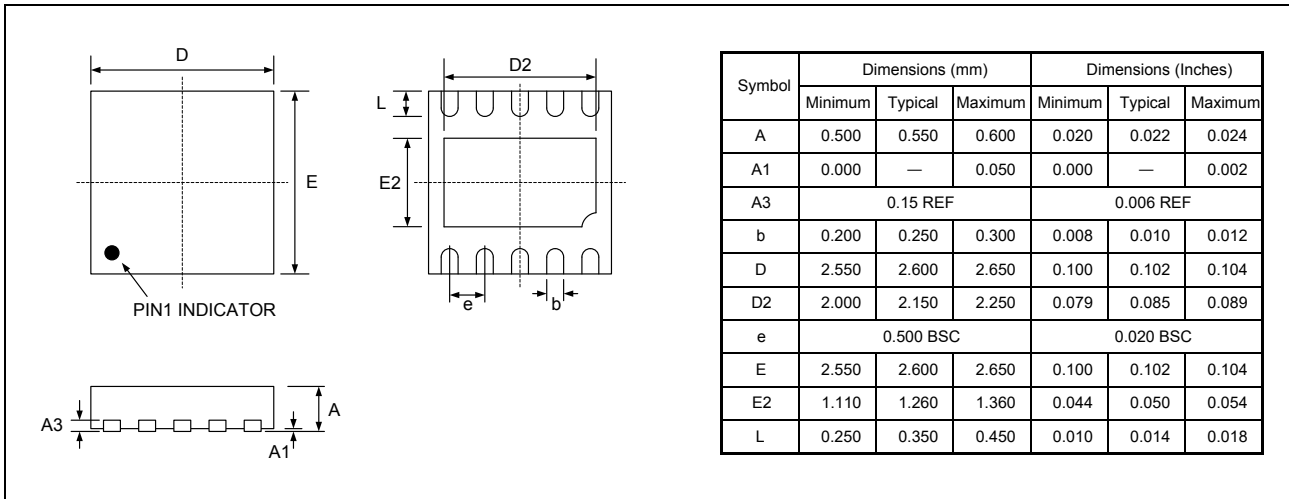 D
E
PIN1 INDICATOR
D2
L
E2
e
b
A3
A
A1
Symbol Dimensions (mm) Dimensions (Inches)
Minimum Typical Maximum Minimum Typical Maximum
A 0.500 0.550 0.600 0.020 0.022 0.024
A1 0.000 — 0.050 0.000 — 0.002
A3 0.15 REF 0.006 REF
b 0.200 0.250 0.300 0.008 0.010 0.012
D 2.550 2.600 2.650 0.100 0.102 0.104
D2 2.000 2.150 2.250 0.079 0.085 0.089
e 0.500 BSC 0.020 BSC
E 2.550 2.600 2.650 0.100 0.102 0.104
E2 1.110 1.260 1.360 0.044 0.050 0.054
L 0.250 0.350 0.450 0.010 0.014 0.018